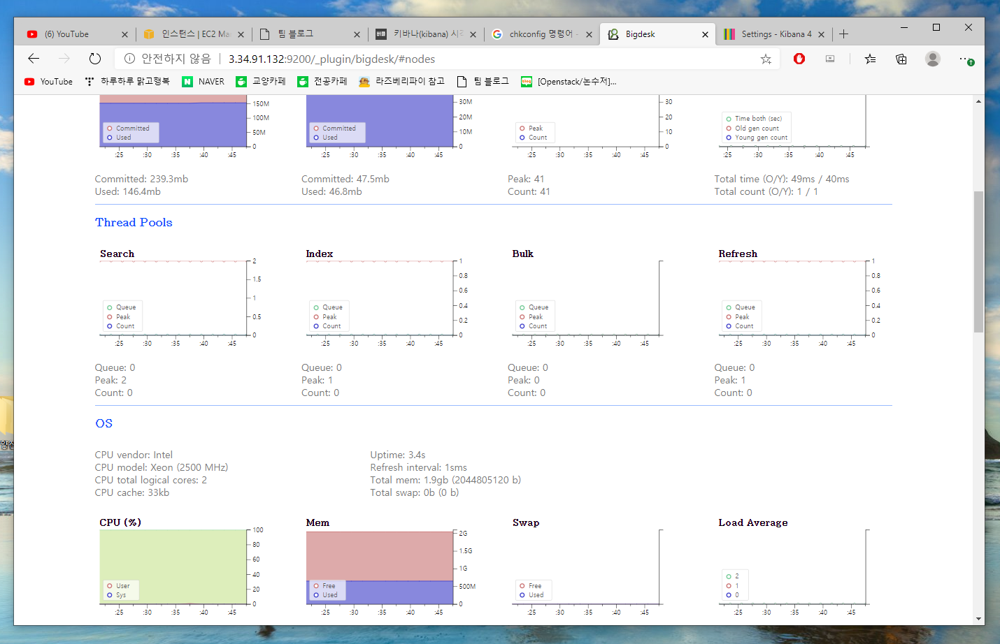 (6) YouTube
인스턴스 | EC2 Ma
팀 블로그
키바나(kibana) 시각
chkconfig 명령어 -
Bigdesk
Settings - Kibana 4
안전하지 않음
3.34.91.132:9200/_plugin/bigdesk/#nodes
YouTube
하루하루 맑고행복
NAVER
교양카페
전공카페
라즈베리파이 참고
팀 블로그
[Openstack/논수저]...
150M
100M
50M
0
Committed
Used
:25 :30 :35 :40 :45
30M
20M
10M
0
Committed
Used
:25 :30 :35 :40 :45
30
20
10
0
Peak
Count
:25 :30 :35 :40 :45
Time both (sec)
Old gen count
Young gen count
:25 :30 :35 :40 :45
Committed: 239.3mb
Used: 146.4mb
Committed: 47.5mb
Used: 46.8mb
Peak: 41
Count: 41
Total time (O/Y): 49ms / 40ms
Total count (O/Y): 1 / 1
Thread Pools
Search
2
1.5
1
0.5
0
Queue
Peak
Count
:25 :30 :35 :40 :45
Index
1
0.8
0.6
0.4
0.2
0
Queue
Peak
Count
:25 :30 :35 :40 :45
Bulk
Queue
Peak
Count
:25 :30 :35 :40 :45
Refresh
1
0.8
0.6
0.4
0.2
0
Queue
Peak
Count
:25 :30 :35 :40 :45
Queue: 0
Peak: 2
Count: 0
Queue: 0
Peak: 1
Count: 0
Queue: 0
Peak: 0
Count: 0
Queue: 0
Peak: 1
Count: 0
OS
CPU vendor: Intel
CPU model: Xeon (2500 MHz)
CPU total logical cores: 2
CPU cache: 33kb
Uptime: 3.4s
Refresh interval: 1sms
Total mem: 1.9gb (2044805120 b)
Total swap: 0b (0 b)
CPU (%)
100
80
60
40
20
0
User
Sys
:25 :30 :35 :40 :45
Mem
2G
1.5G
1G
500M
0
Free
Used
:25 :30 :35 :40 :45
Swap
Free
Used
:25 :30 :35 :40 :45
Load Average
2
1
0
:25 :30 :35 :40 :45